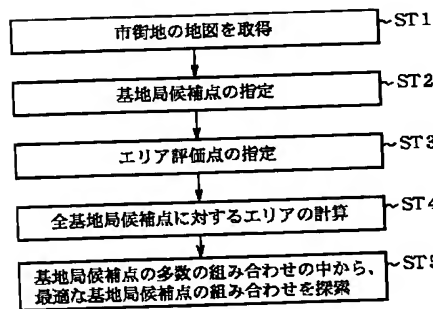 市街地の地図を取得
ST1
基地局候補点の指定
ST2
エリア評価点の指定
ST3
全基地局候補点に対するエリアの計算
ST4
基地局候補点の多数の組み合わせの中から、
最適な基地局候補点の組み合わせを探索
ST5